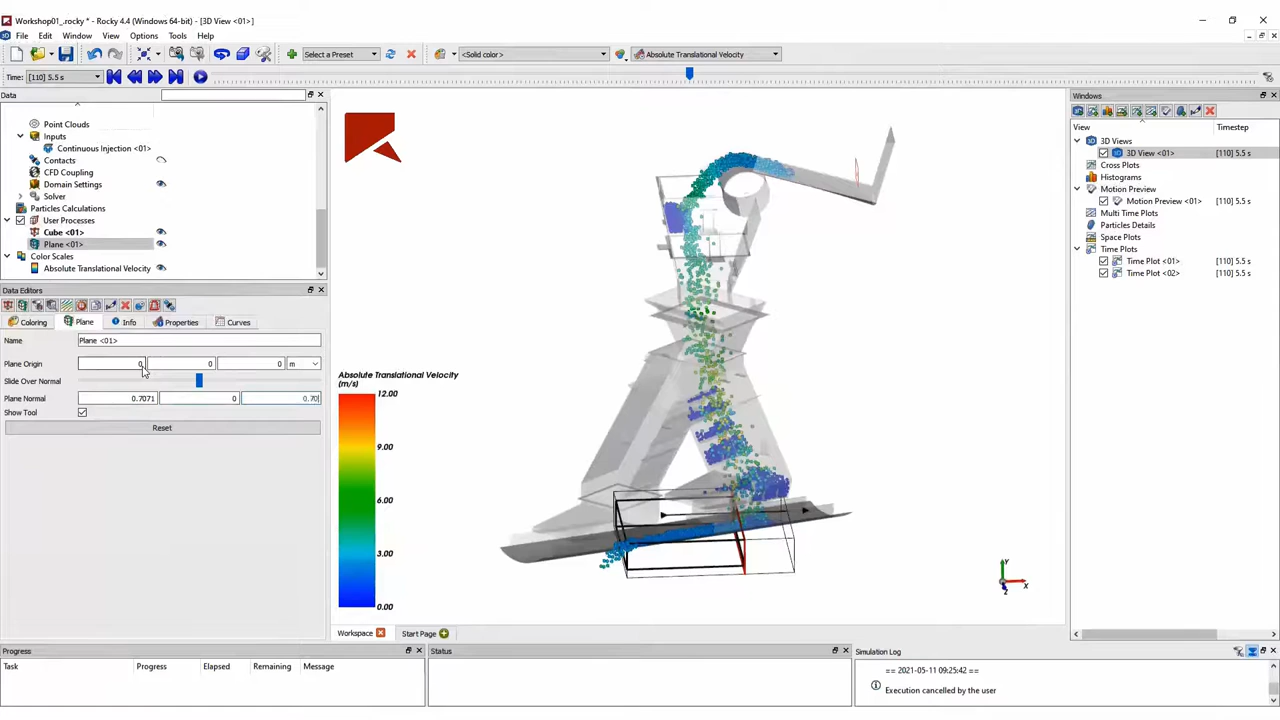 Workshop01_.rocky * - Rocky 4.4 (Windows 64-bit) - [3D View <01>]
File Edit Window View Options Tools Help
Select a Preset <Solid color> Absolute Translational Velocity
Time: [110] 5.5 s
Data
Point Clouds
Inputs
Continuous Injection <01>
Contacts
CFD Coupling
Domain Settings
Solver
Particles Calculations
User Processes
Cube <01>
Plane <01>
Color Scales
Absolute Translational Velocity
Data Editors
Coloring Plane Info Properties Curves
Name Plane <01>
Plane Origin 0 0 0 m
Slide Over Normal
Plane Normal 0.7071 0 0.70
Show Tool
Reset
Absolute Translational Velocity
(m/s)
12.00
9.00
6.00
3.00
0.00
Y
X
Z
Workspace Start Page
Windows
View Timestep
3D Views
3D View <01> [110] 5.5 s
Cross Plots
Histograms
Motion Preview
Motion Preview <01> [110] 5.5 s
Multi Time Plots
Particles Details
Space Plots
Time Plots
Time Plot <01> [110] 5.5 s
Time Plot <02> [110] 5.5 s
Progress
Task Progress Elapsed Remaining Message
Status
Simulation Log
== 2021-05-11 09:25:42 ==
Execution cancelled by the user